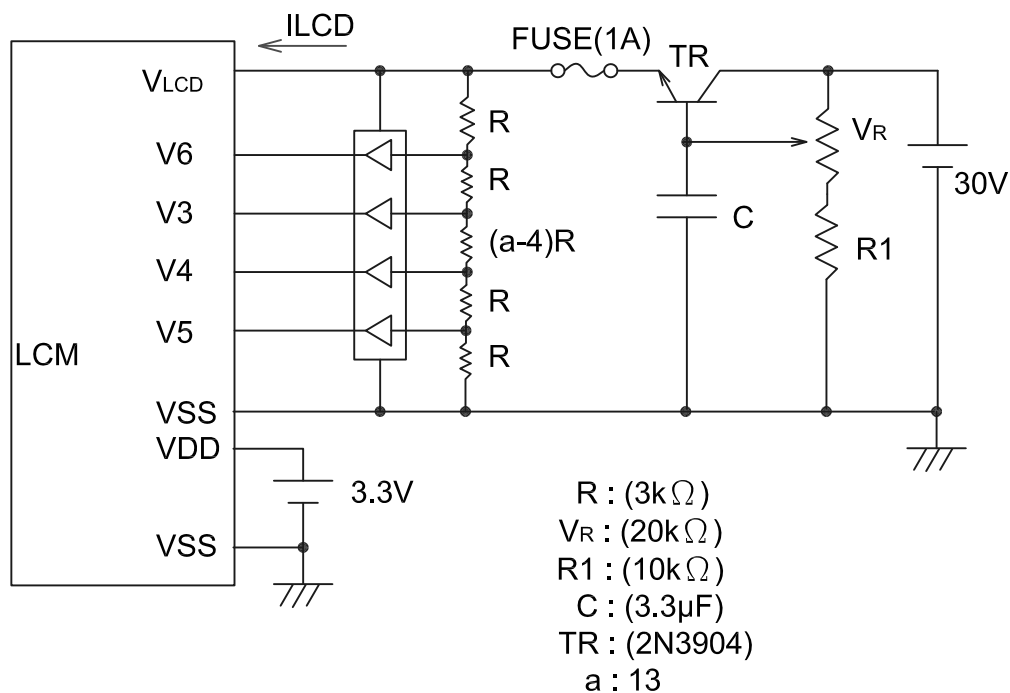 ILCD
FUSE(1A)
TR
VLCD
R
VR
V6
R
30V
V3
C
(a-4)R
R1
V4
R
V5
LCM
R
VSS
VDD
3.3V
VSS
R : (3kΩ)
VR : (20kΩ)
R1 : (10kΩ)
C : (3.3µF)
TR : (2N3904)
a : 13